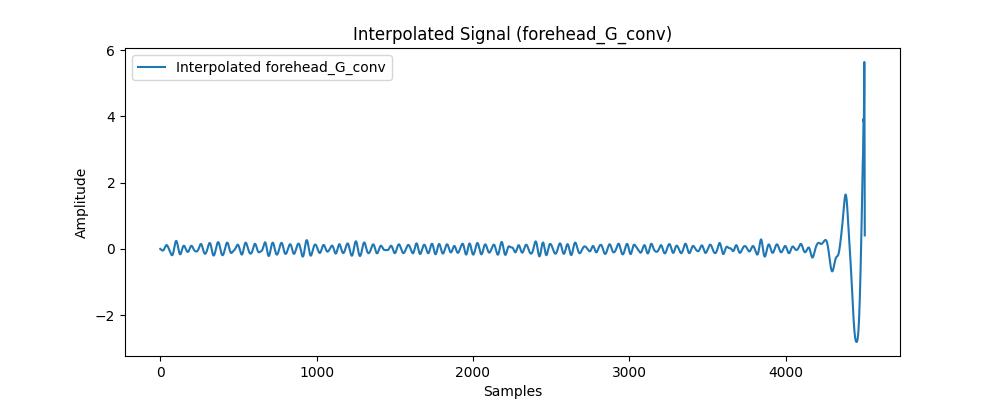 Interpolated Signal (forehead_G_conv)
Interpolated forehead_G_conv
6
4
2
0
−2
Amplitude
0 1000 2000 3000 4000
Samples